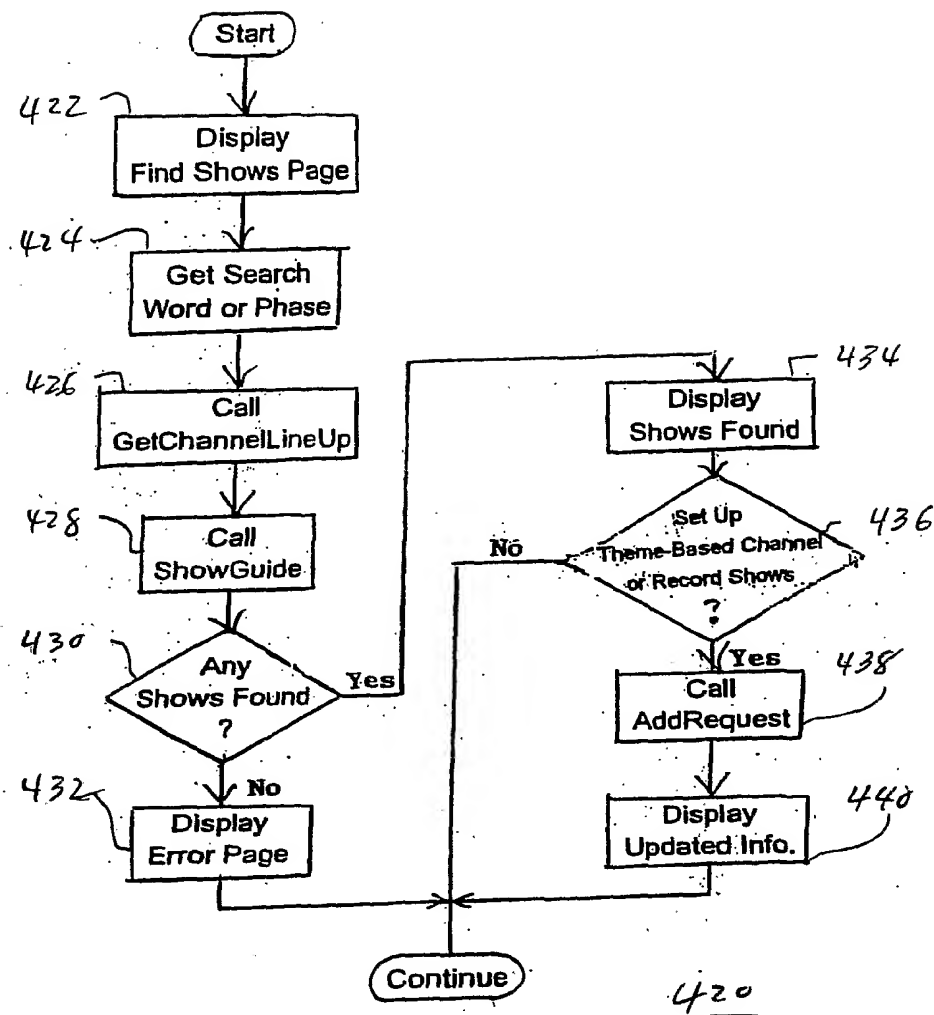 Start
422
Display
Find Shows Page
424
Get Search
Word or Phase
426
Call
GetChannelLineUp
428
Call
ShowGuide
430
Any
Shows Found
?
Yes
No
432
Display
Error Page
434
Display
Shows Found
436
Set Up
Theme-Based Channel
or Record Shows
?
No
Yes
438
Call
AddRequest
440
Display
Updated Info.
Continue
420